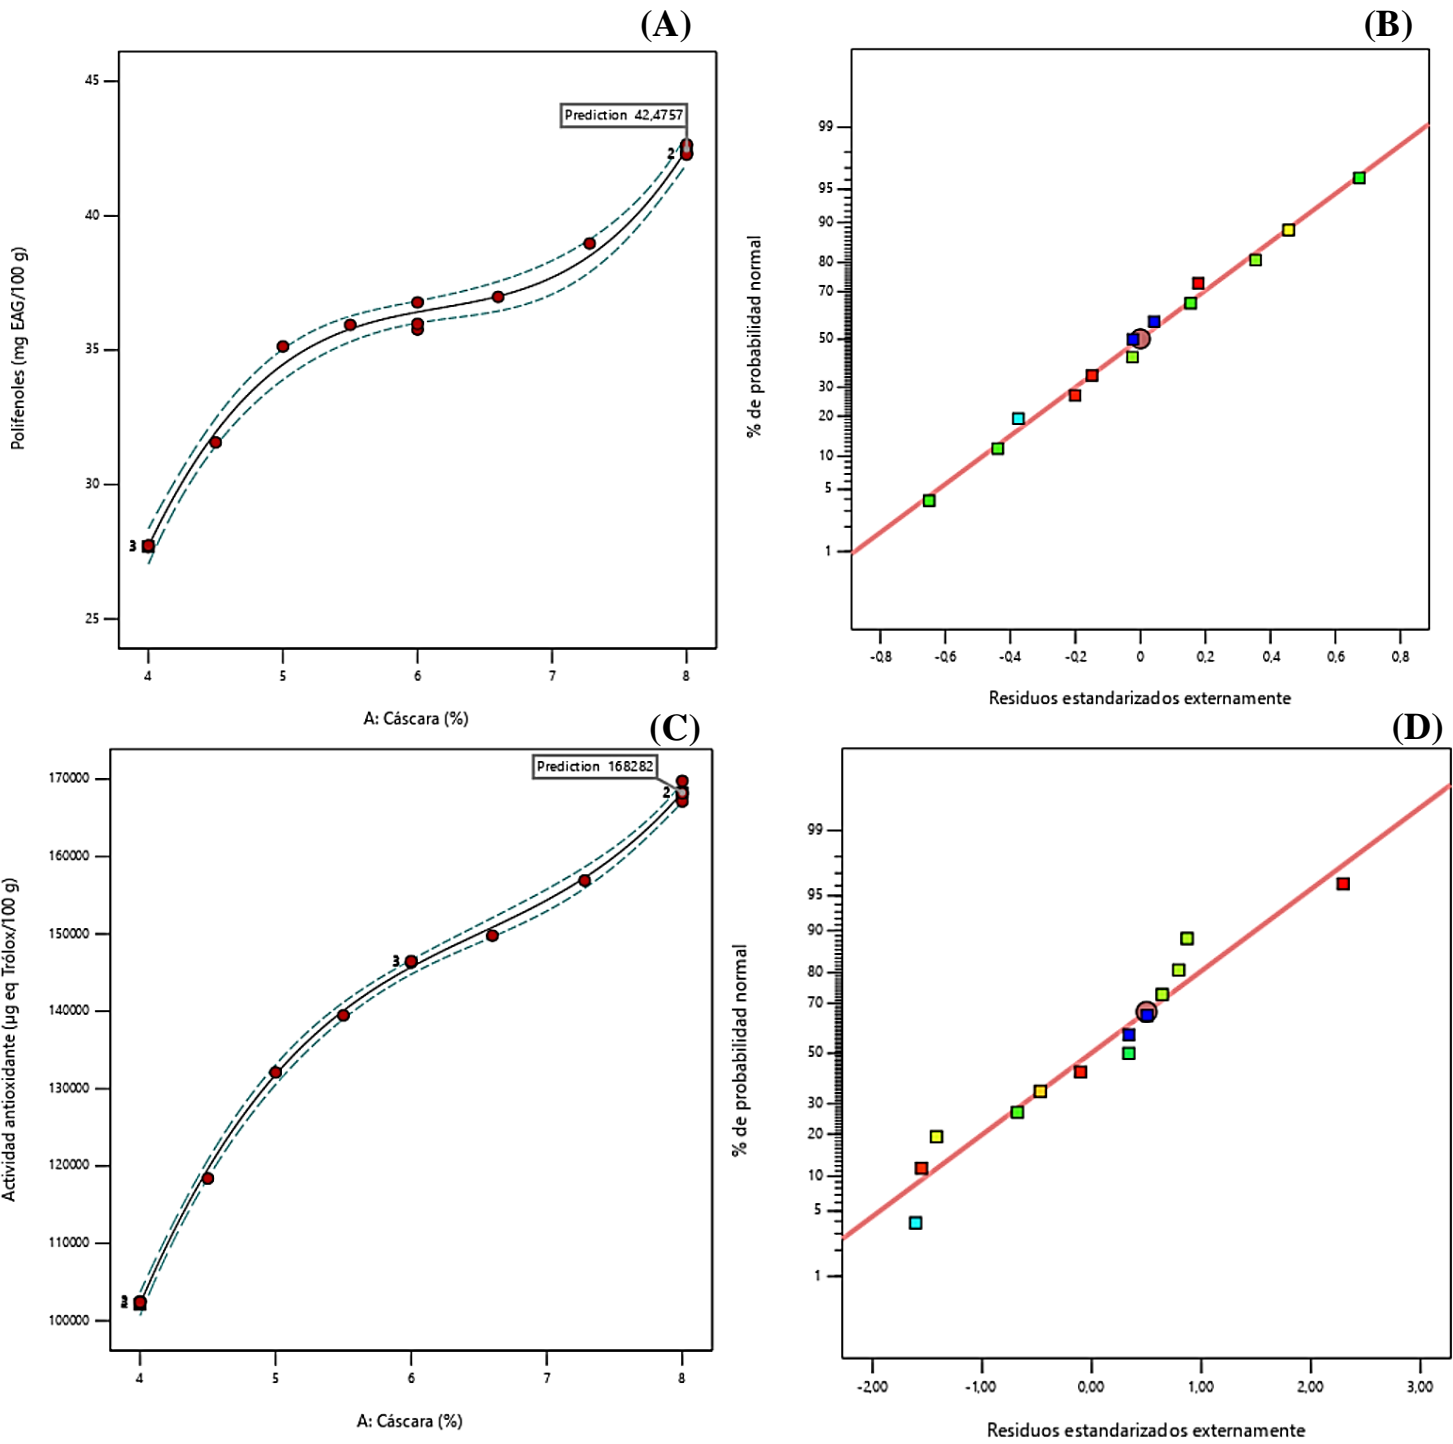 (A)
45
40
35
30
25
Polifenoles (mg EAG/100 g)
Prediction 42,4757
2
3
4 5 6 7 8
A: Cáscara (%)
(B)
99
95
90
80
70
50
30
20
10
5
1
% de probabilidad normal
-0,8 -0,6 -0,4 -0,2 0 0,2 0,4 0,6 0,8
Residuos estandarizados externamente
(C)
170000
160000
150000
140000
130000
120000
110000
100000
Actividad antioxidante (µg eq Trólox/100 g)
Prediction 168282
2
3
4 5 6 7 8
A: Cáscara (%)
(D)
99
95
90
80
70
50
30
20
10
5
1
% de probabilidad normal
-2,00 -1,00 0,00 1,00 2,00 3,00
Residuos estandarizados externamente